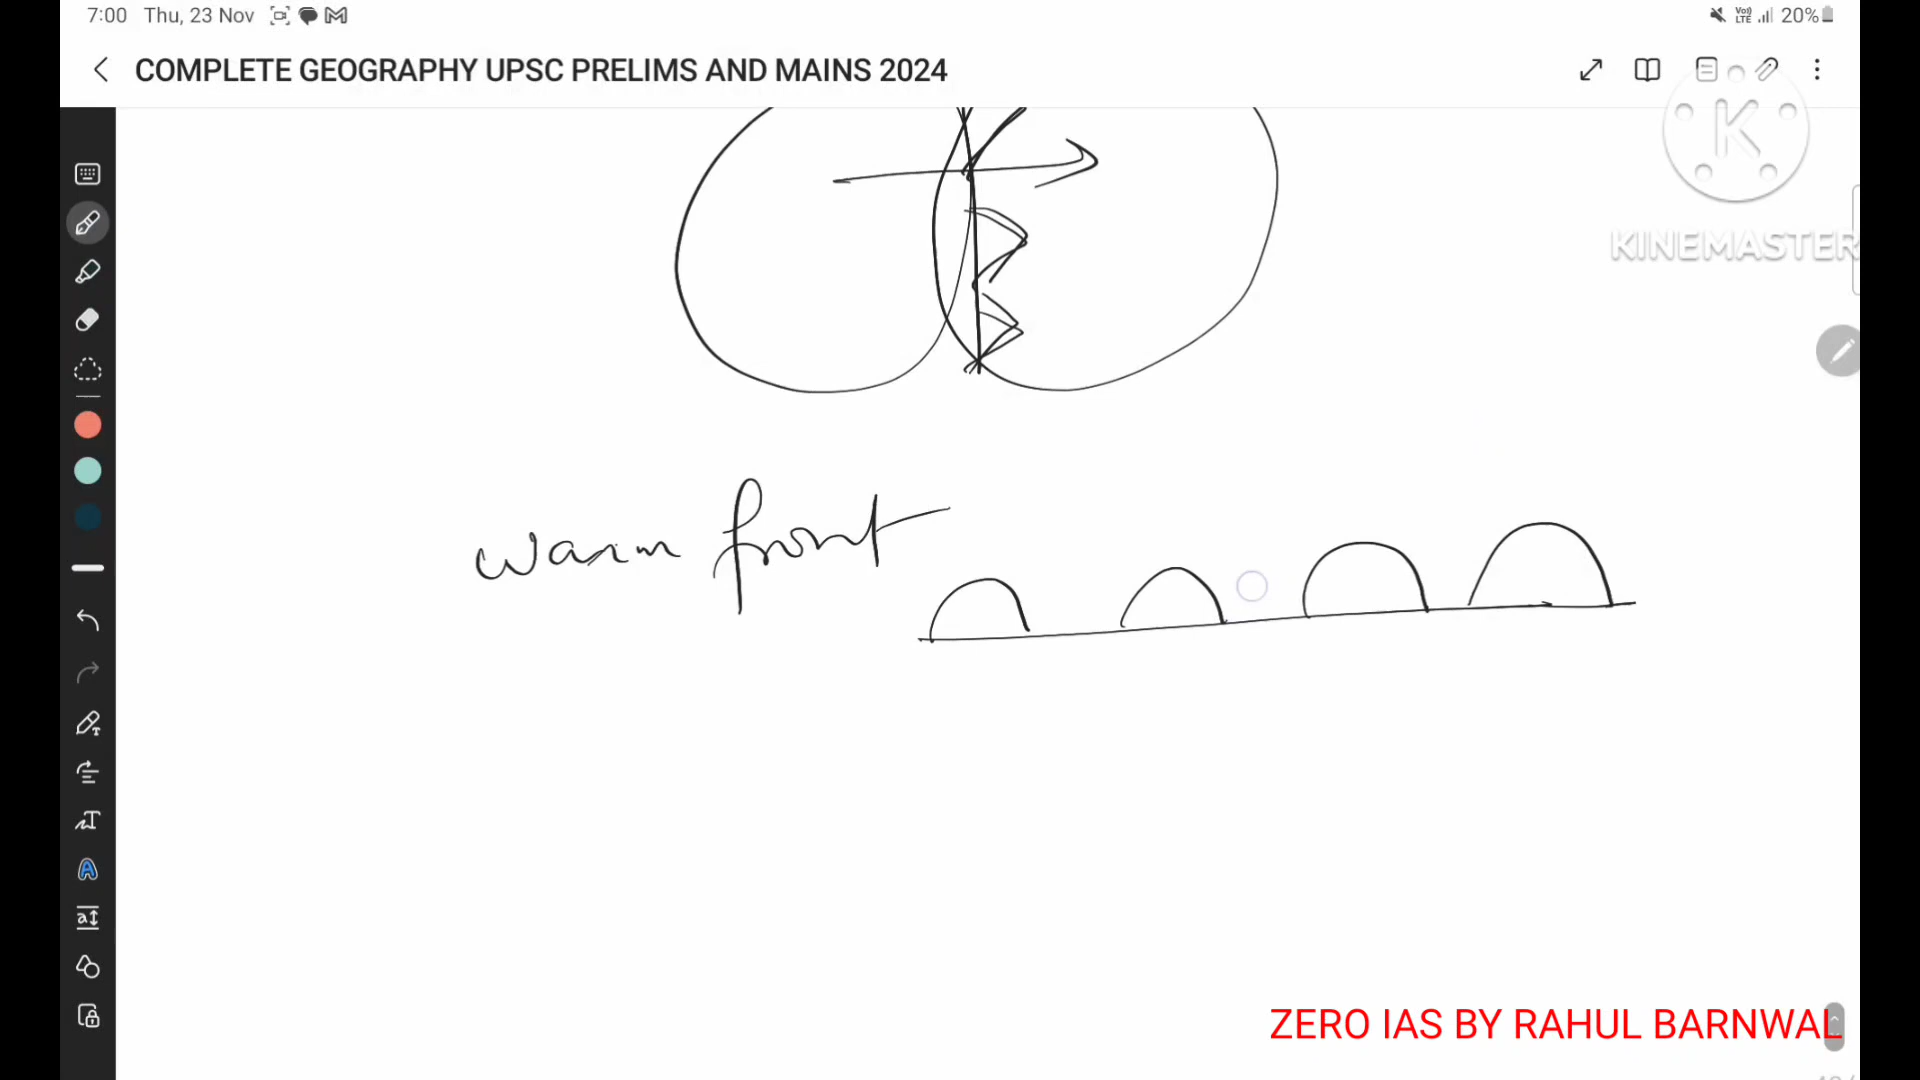 7:00 Thu, 23 Nov
20%
COMPLETE GEOGRAPHY UPSC PRELIMS AND MAINS 2024
K
KINEMASTER
warm front
ZERO IAS BY RAHUL BARNWAL